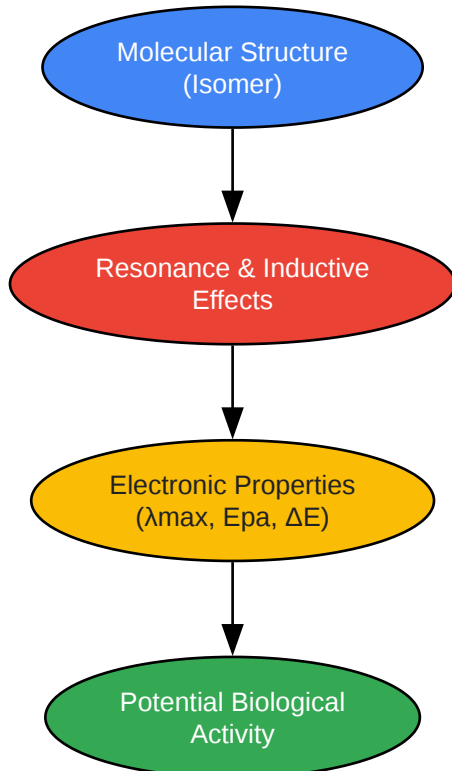 Molecular Structure
(Isomer)
Resonance & Inductive
Effects
Electronic Properties
(λmax, Epa, ΔE)
Potential Biological
Activity